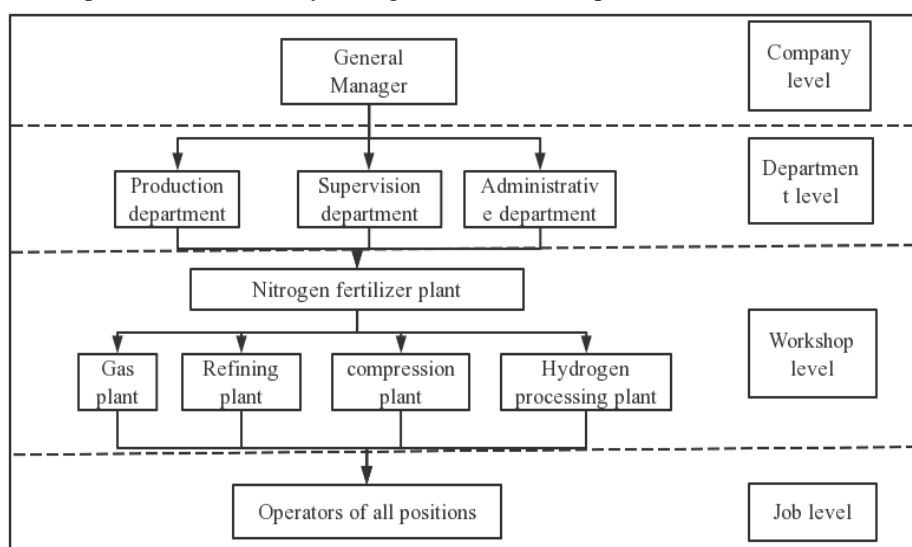 General
Manager
Company
level
Production
department
Supervision
department
Administrativ
e department
Departmen
t level
Nitrogen fertilizer plant
Gas
plant
Refining
plant
compression
plant
Hydrogen
processing plant
Workshop
level
Operators of all positions
Job level